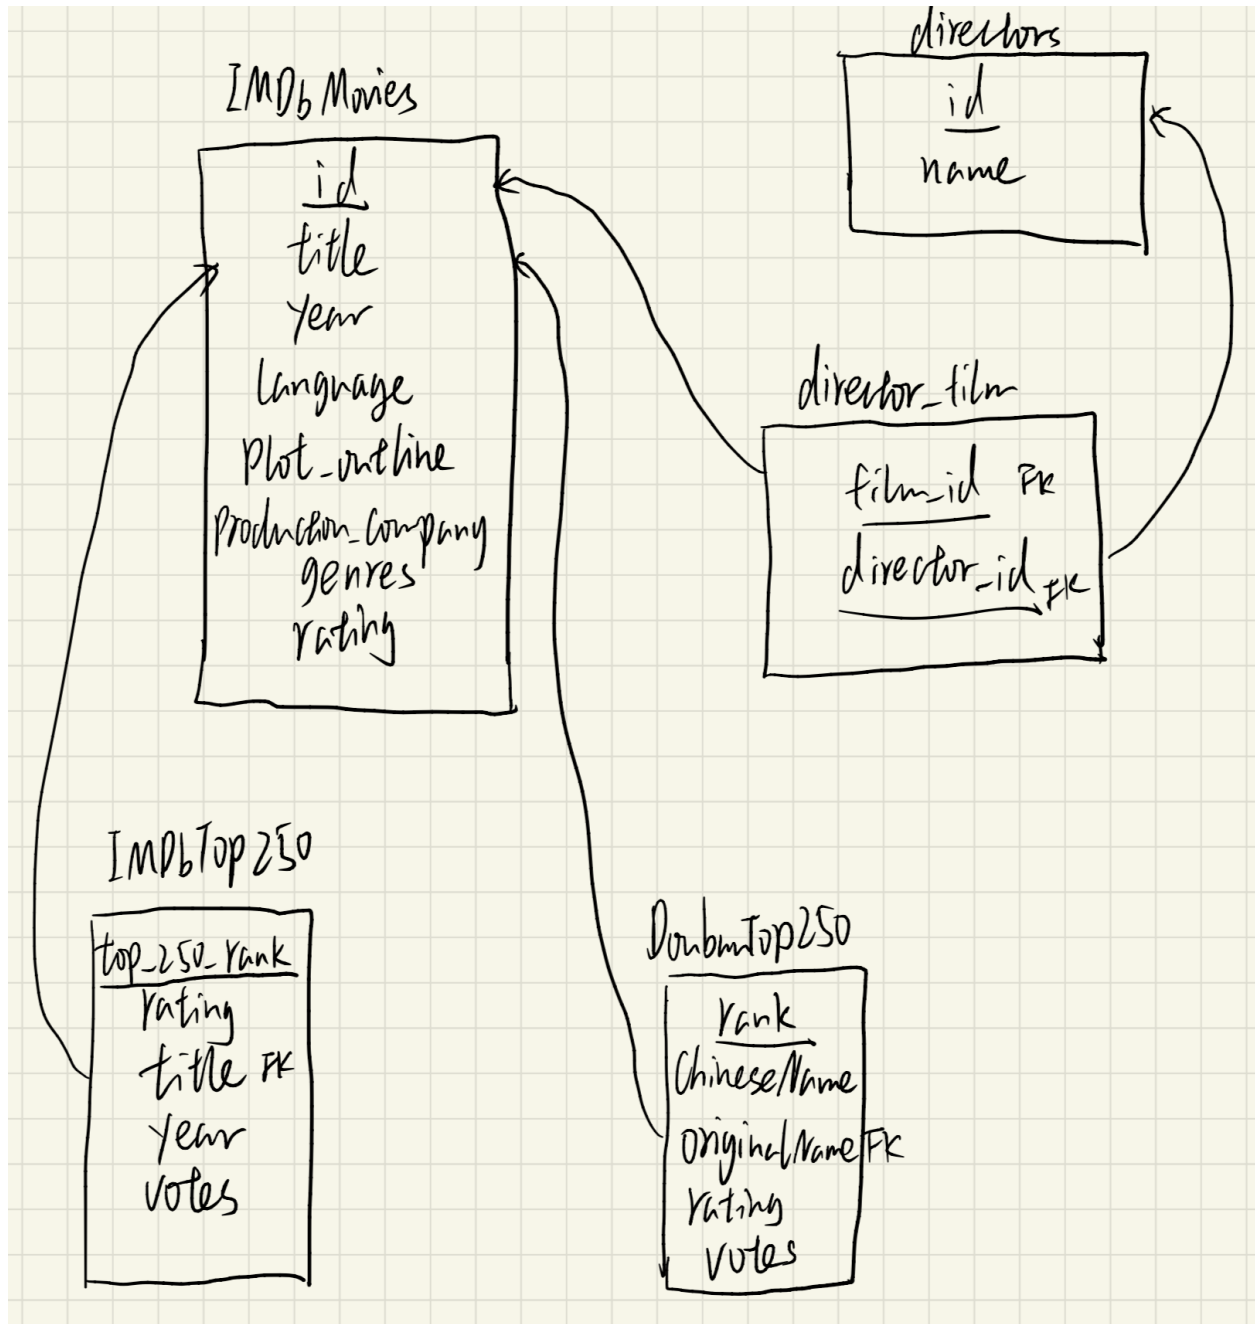 IMDb Movies
id
title
year
language
plot_outline
production_company
genres
rating
directors
id
name
director_film
film_id FK
director_id FK
IMDbTop250
top_250_rank
rating
title FK
year
votes
DoubanTop250
rank
ChineseName
originalName FK
rating
votes